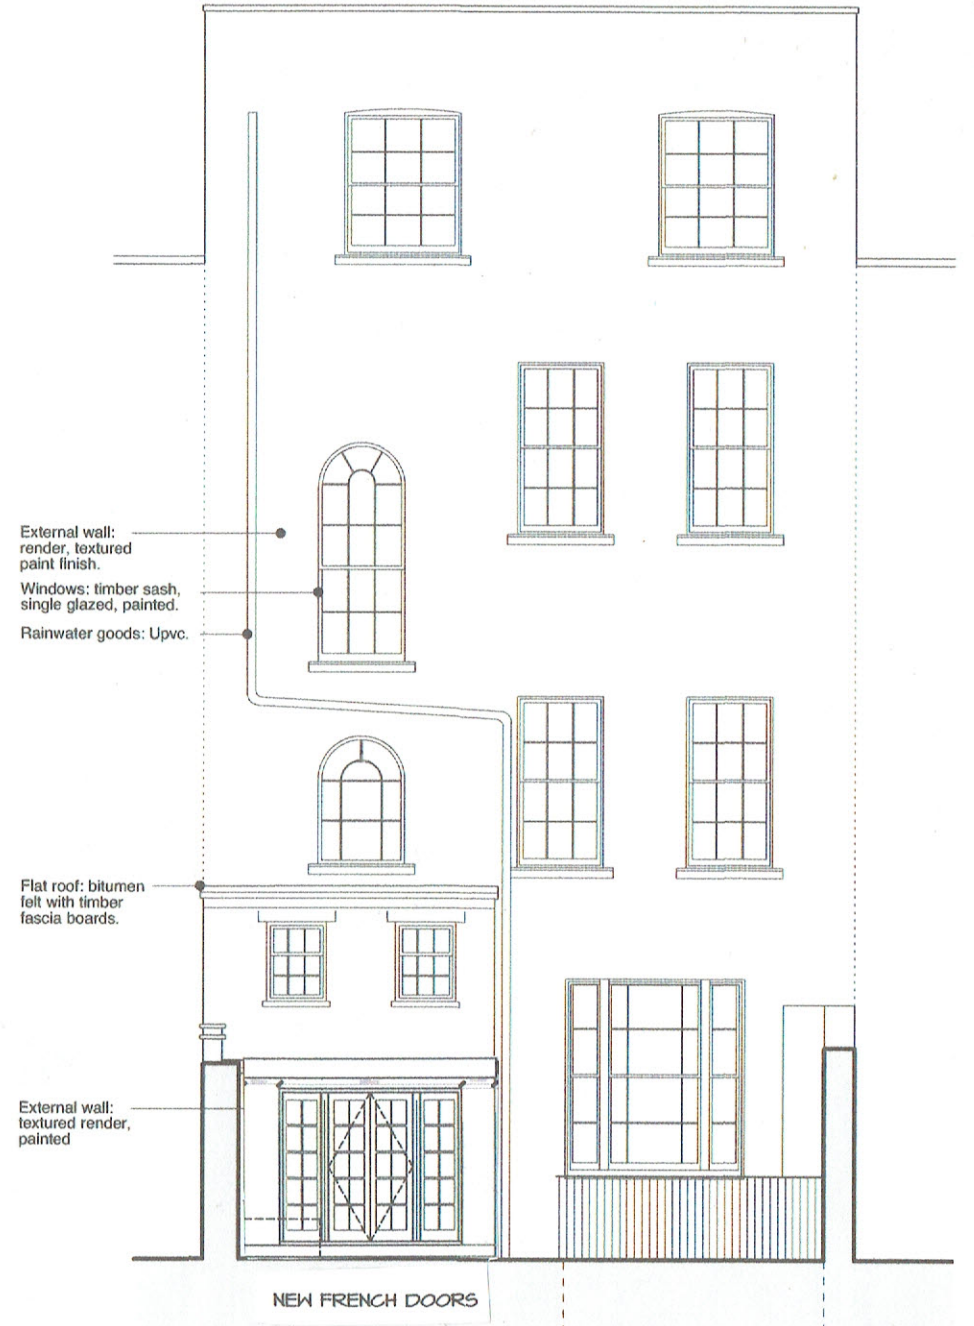 External wall:
render, textured
paint finish.
Windows: timber sash,
single glazed, painted.
Rainwater goods: Upvc.
Flat roof: bitumen
felt with timber
fascia boards.
External wall:
textured render,
painted
NEW FRENCH DOORS